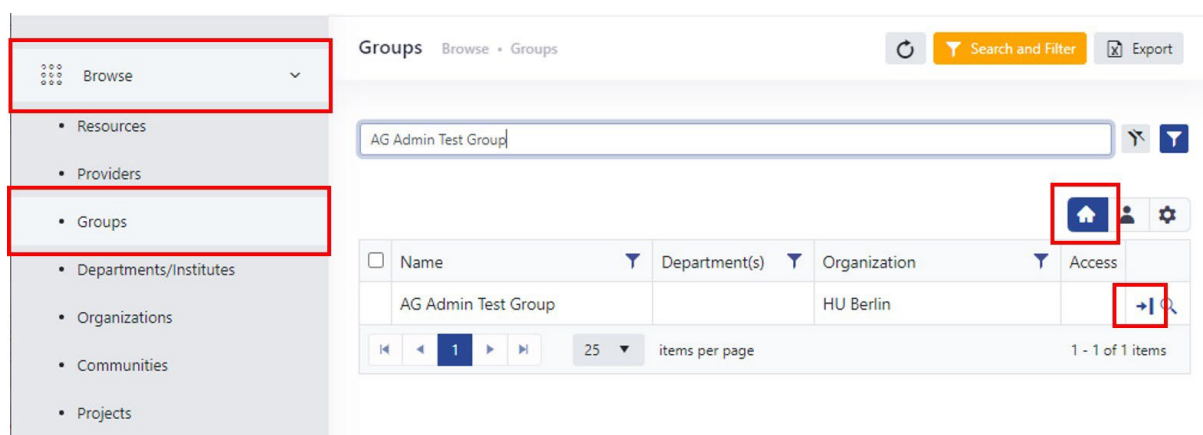 Browse
• Resources
• Providers
• Groups
• Departments/Institutes
• Organizations
• Communities
• Projects
Groups Browse • Groups
Search and Filter
Export
AG Admin Test Group
Name Department(s) Organization Access
AG Admin Test Group HU Berlin
1 25 items per page 1 - 1 of 1 items